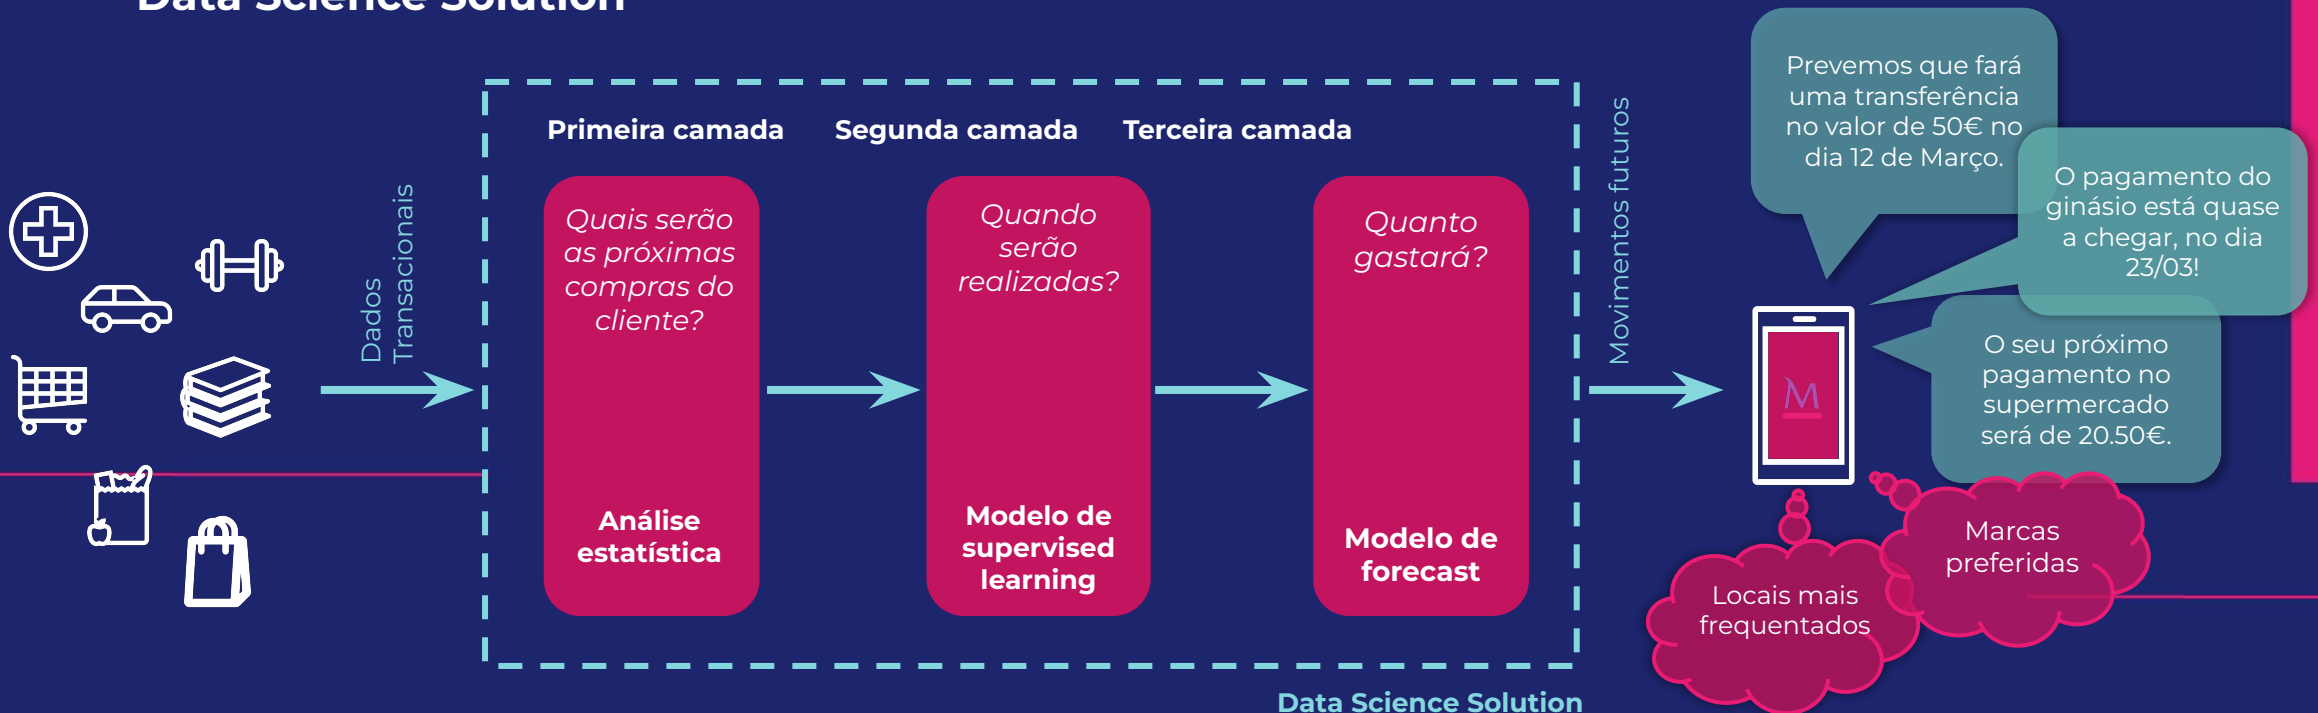 Data Science Solution
Dados
Transacionais
Primeira camada
Quais serão
as próximas
compras do
cliente?
Análise
estatística
Segunda camada
Quando
serão
realizadas?
Modelo de
supervised
learning
Terceira camada
Quanto
gastará?
Modelo de
forecast
Data Science Solution
Movimentos futuros
Prevemos que fará
uma transferência
no valor de 50€ no
dia 12 de Março.
O pagamento do
ginásio está quase
a chegar, no dia
23/03!
O seu próximo
pagamento no
supermercado
será de 20.50€.
M
Marcas
preferidas
Locais mais
frequentados